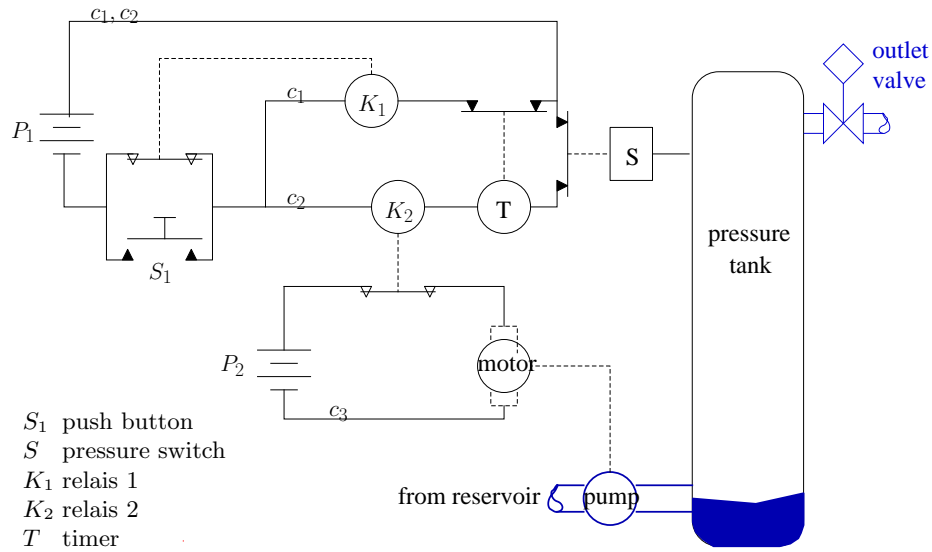 c₁, c₂
outlet
valve
P₁
c₁
K₁
S
c₂
K₂
T
S₁
pressure
tank
P₂
motor
c₃
S₁ push button
S pressure switch
K₁ relais 1
K₂ relais 2
T timer
from reservoir
pump